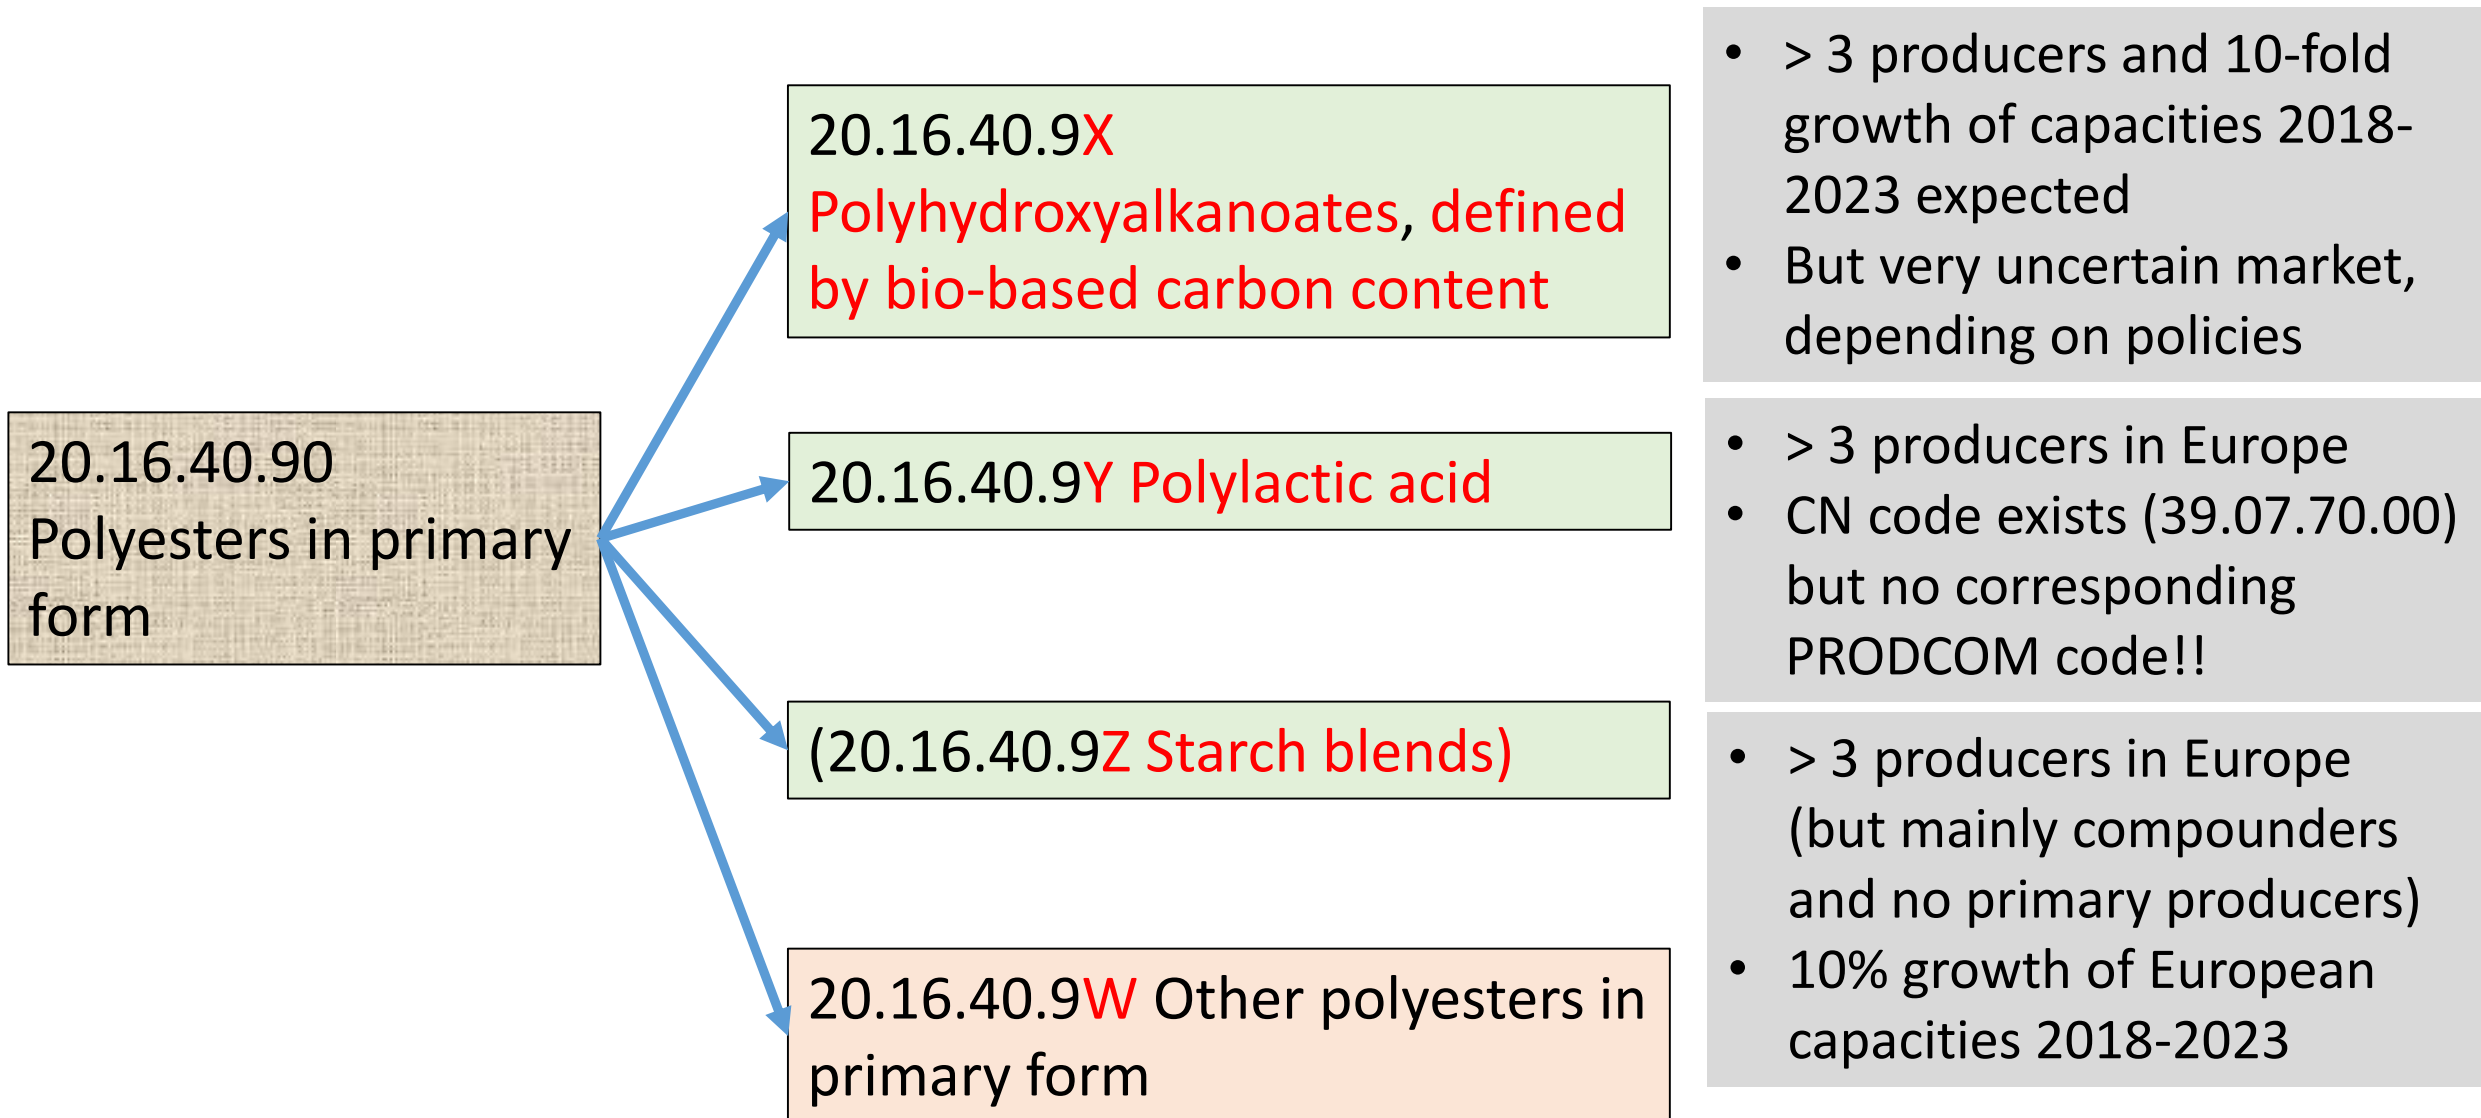 20.16.40.90
Polyesters in primary
form
20.16.40.9X
Polyhydroxyalkanoates, defined
by bio-based carbon content
20.16.40.9Y Polylactic acid
(20.16.40.9Z Starch blends)
20.16.40.9W Other polyesters in
primary form
• > 3 producers and 10-fold
growth of capacities 2018-
2023 expected
• But very uncertain market,
depending on policies
• > 3 producers in Europe
• CN code exists (39.07.70.00)
but no corresponding
PRODCOM code!!
• > 3 producers in Europe
(but mainly compounders
and no primary producers)
• 10% growth of European
capacities 2018-2023